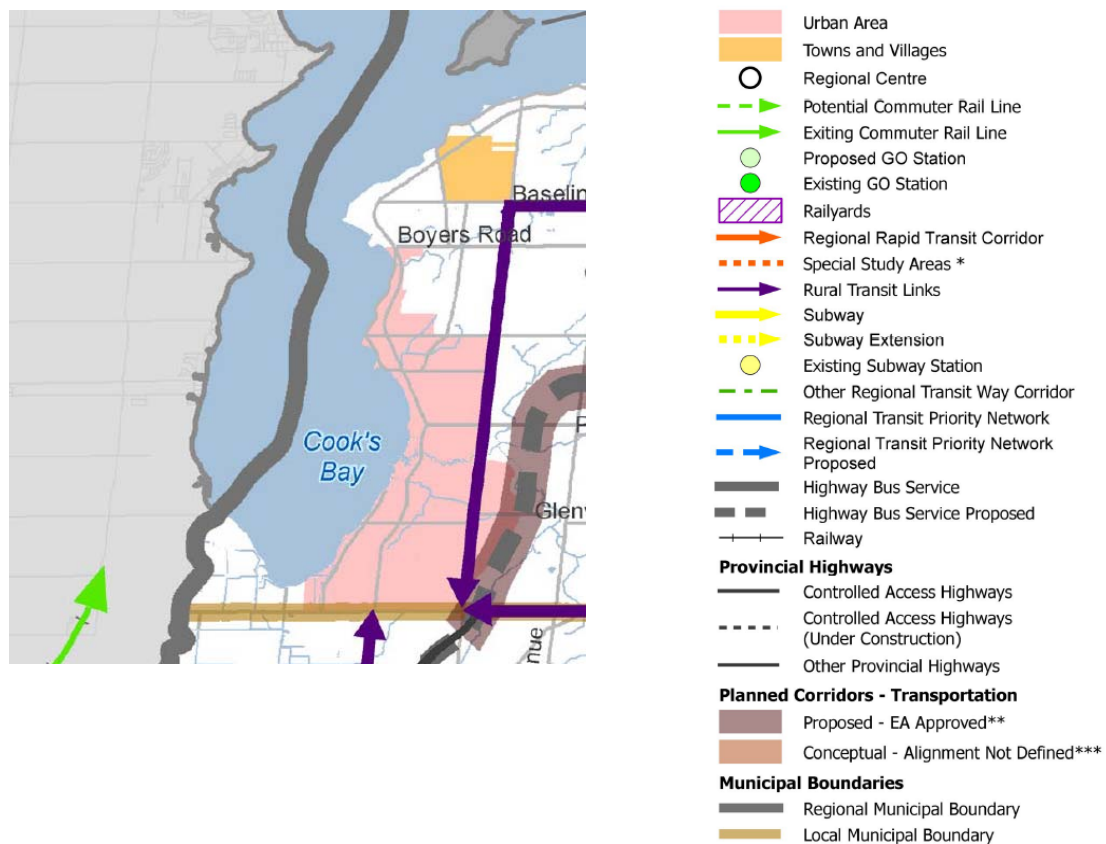 Baselin
Boyers Road
Cook's
Bay
Glenv
nue
Urban Area
Towns and Villages
Regional Centre
Potential Commuter Rail Line
Exiting Commuter Rail Line
Proposed GO Station
Existing GO Station
Railyards
Regional Rapid Transit Corridor
Special Study Areas *
Rural Transit Links
Subway
Subway Extension
Existing Subway Station
Other Regional Transit Way Corridor
Regional Transit Priority Network
Regional Transit Priority Network
Proposed
Highway Bus Service
Highway Bus Service Proposed
Railway
Provincial Highways
Controlled Access Highways
Controlled Access Highways
(Under Construction)
Other Provincial Highways
Planned Corridors - Transportation
Proposed - EA Approved**
Conceptual - Alignment Not Defined***
Municipal Boundaries
Regional Municipal Boundary
Local Municipal Boundary